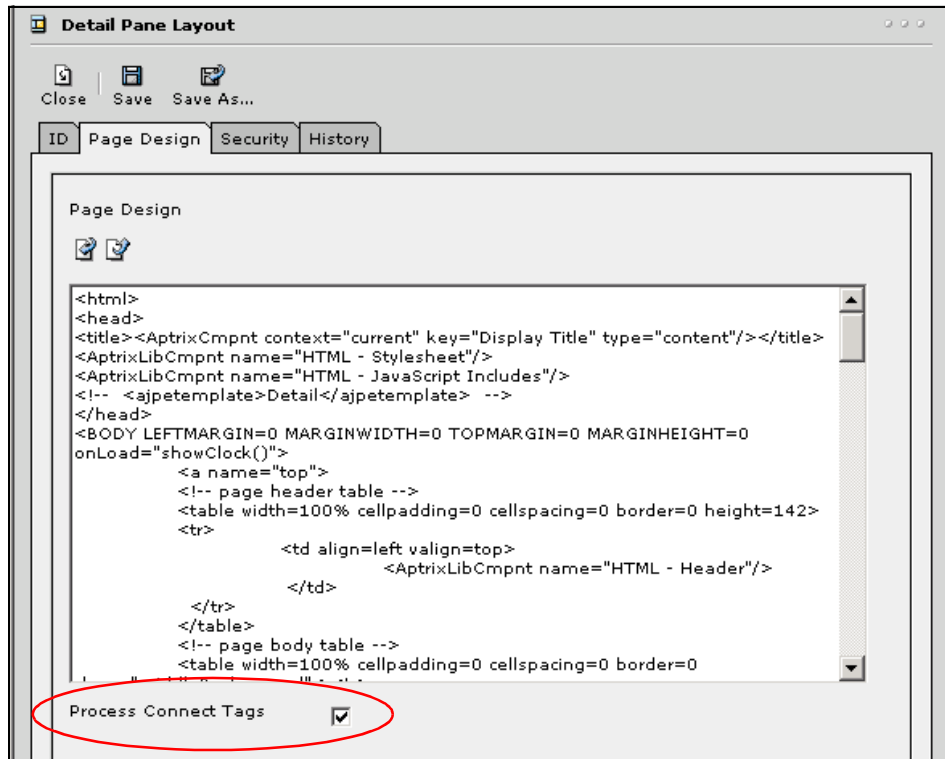 Detail Pane Layout
Close Save Save As...
ID Page Design Security History
Page Design
<html>
<head>
<title><AptrixCmpnt context="current" key="Display Title" type="content"/></title>
<AptrixLibCmpnt name="HTML - Stylesheet"/>
<AptrixLibCmpnt name="HTML - JavaScript Includes"/>
<!-- <ajpetemplate>Detail</ajpetemplate> -->
</head>
<BODY LEFTMARGIN=0 MARGINWIDTH=0 TOPMARGIN=0 MARGINHEIGHT=0
onLoad="showClock()">
<a name="top">
<!-- page header table -->
<table width=100% cellpadding=0 cellspacing=0 border=0 height=142>
<tr>
<td align=left valign=top>
<AptrixLibCmpnt name="HTML - Header"/>
</td>
</tr>
</table>
<!-- page body table -->
<table width=100% cellpadding=0 cellspacing=0 border=0
Process Connect Tags